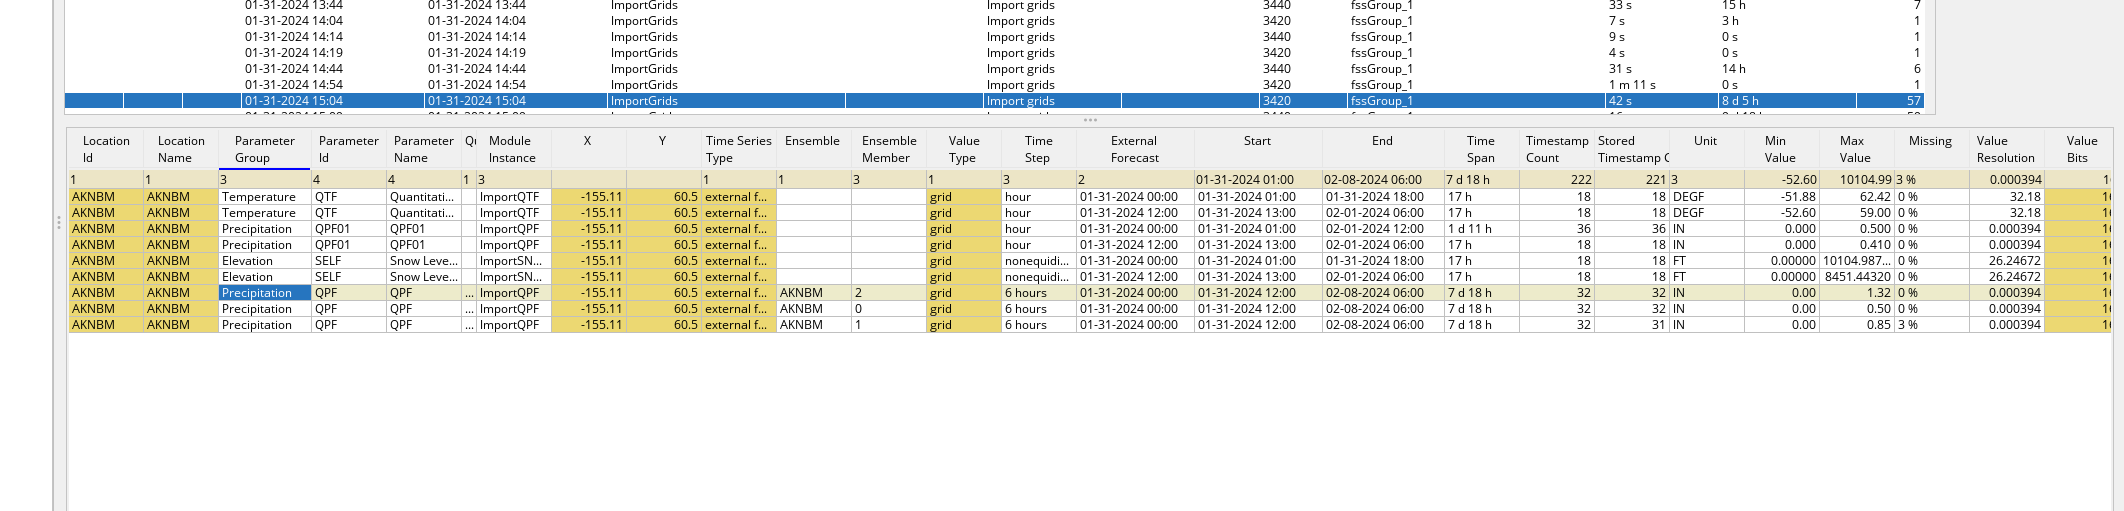 01-31-2024 13:44 01-31-2024 13:44 ImportGrids Import grids 3440 fssGroup_1 33 s 15 h 7
01-31-2024 14:04 01-31-2024 14:04 ImportGrids Import grids 3420 fssGroup_1 7 s 3 h 1
01-31-2024 14:14 01-31-2024 14:14 ImportGrids Import grids 3440 fssGroup_1 9 s 0 s 1
01-31-2024 14:19 01-31-2024 14:19 ImportGrids Import grids 3420 fssGroup_1 4 s 0 s 1
01-31-2024 14:44 01-31-2024 14:44 ImportGrids Import grids 3440 fssGroup_1 31 s 14 h 6
01-31-2024 14:54 01-31-2024 14:54 ImportGrids Import grids 3420 fssGroup_1 1 m 11 s 0 s 1
01-31-2024 15:04 01-31-2024 15:04 ImportGrids Import grids 3420 fssGroup_1 42 s 8 d 5 h 57
Location Location Parameter Parameter Parameter Qu Module X Y Time Series Ensemble Ensemble Value Time External Start End Time Timestamp Stored Unit Min Max Missing Value Value
Id Name Group Id Name Instance Type Member Type Step Forecast Span Count Timestamp C Value Value Resolution Bits
1 1 3 4 4 1 3 1 1 3 1 3 2 01-31-2024 01:00 02-08-2024 06:00 7 d 18 h 222 221 3 -52.60 10104.99 3 % 0.000394 1
AKNBM AKNBM Temperature QTF Quantitati... ImportQTF -155.11 60.5 external f... grid hour 01-31-2024 00:00 01-31-2024 01:00 01-31-2024 18:00 17 h 18 18 DEGF -51.88 62.42 0 % 32.18 16
AKNBM AKNBM Temperature QTF Quantitati... ImportQTF -155.11 60.5 external f... grid hour 01-31-2024 12:00 01-31-2024 13:00 02-01-2024 06:00 17 h 18 18 DEGF -52.60 59.00 0 % 32.18 16
AKNBM AKNBM Precipitation QPF01 QPF01 ImportQPF -155.11 60.5 external f... grid hour 01-31-2024 00:00 01-31-2024 01:00 02-01-2024 12:00 1 d 11 h 36 36 IN 0.000 0.500 0 % 0.000394 16
AKNBM AKNBM Precipitation QPF01 QPF01 ImportQPF -155.11 60.5 external f... grid hour 01-31-2024 12:00 01-31-2024 13:00 02-01-2024 06:00 17 h 18 18 IN 0.000 0.410 0 % 0.000394 16
AKNBM AKNBM Elevation SELF Snow Leve... ImportSN... -155.11 60.5 external f... grid nonequidi... 01-31-2024 00:00 01-31-2024 01:00 01-31-2024 18:00 17 h 18 18 FT 0.00000 10104.987... 0 % 26.24672 16
AKNBM AKNBM Elevation SELF Snow Leve... ImportSN... -155.11 60.5 external f... grid nonequidi... 01-31-2024 12:00 01-31-2024 13:00 02-01-2024 06:00 17 h 18 18 FT 0.00000 8451.44320 0 % 26.24672 16
AKNBM AKNBM Precipitation QPF QPF ... ImportQPF -155.11 60.5 external f... AKNBM 2 grid 6 hours 01-31-2024 00:00 01-31-2024 12:00 02-08-2024 06:00 7 d 18 h 32 32 IN 0.00 1.32 0 % 0.000394 16
AKNBM AKNBM Precipitation QPF QPF ... ImportQPF -155.11 60.5 external f... AKNBM 0 grid 6 hours 01-31-2024 00:00 01-31-2024 12:00 02-08-2024 06:00 7 d 18 h 32 32 IN 0.00 0.50 0 % 0.000394 16
AKNBM AKNBM Precipitation QPF QPF ... ImportQPF -155.11 60.5 external f... AKNBM 1 grid 6 hours 01-31-2024 00:00 01-31-2024 12:00 02-08-2024 06:00 7 d 18 h 32 31 IN 0.00 0.85 3 % 0.000394 16